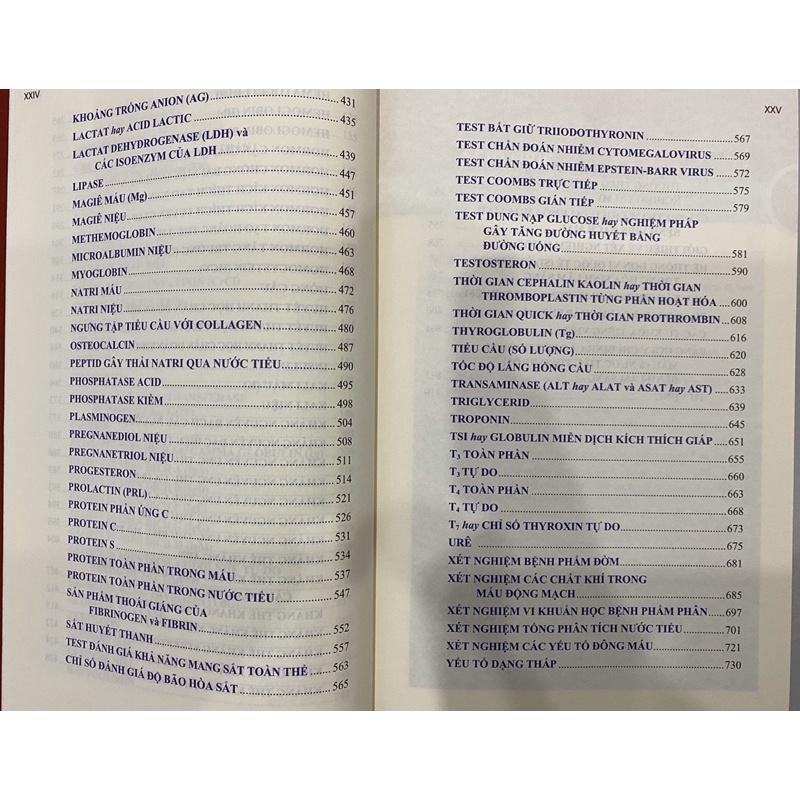 XXIV
KHOẢNG TRỐNG ANION (AG) 431
LACTAT hay ACID LACTIC 435
LACTAT DEHYDROGENASE (LDH) và
CÁC ISOENZYM CỦA LDH 439
LIPASE 447
MAGIÊ MÁU (Mg) 451
MAGIÊ NIỆU 457
METHEMOGLOBIN 460
MICROALBUMIN NIỆU 463
MYOGLOBIN 468
NATRI MÁU 472
NATRI NIỆU 476
NGƯNG TẬP TIỂU CẦU VỚI COLLAGEN 480
OSTEOCALCIN 487
PEPTID GÂY THẢI NATRI QUA NƯỚC TIỂU 490
PHOSPHATASE ACID 495
PHOSPHATASE KIỀM 498
PLASMINOGEN 504
PREGNANEDIOL NIỆU 508
PREGNANETRIOL NIỆU 511
PROGESTERON 514
PROLACTIN (PRL) 521
PROTEIN PHẢN ỨNG C 526
PROTEIN C 531
PROTEIN S 534
PROTEIN TOÀN PHẦN TRONG MÁU 537
PROTEIN TOÀN PHẦN TRONG NƯỚC TIỂU 547
SẢN PHẨM THOÁI GIÁNG CỦA
FIBRINOGEN và FIBRIN 552
SẮT HUYẾT THANH 557
TEST ĐÁNH GIÁ KHẢ NĂNG MANG SẮT TOÀN THỂ 563
CHỈ SỐ ĐÁNH GIÁ ĐỘ BÃO HÒA SẮT 565
XXV
TEST BẮT GIỮ TRIIODOTHYRONIN 567
TEST CHẨN ĐOÁN NHIỄM CYTOMEGALOVIRUS 569
TEST CHẨN ĐOÁN NHIỄM EPSTEIN-BARR VIRUS 572
TEST COOMBS TRỰC TIẾP 575
TEST COOMBS GIÁN TIẾP 579
TEST DUNG NẠP GLUCOSE hay NGHIỆM PHÁP
GÂY TĂNG ĐƯỜNG HUYẾT BẰNG
ĐƯỜNG UỐNG 581
TESTOSTERON 590
THỜI GIAN CEPHALIN KAOLIN hay THỜI GIAN
THROMBOPLASTIN TỪNG PHẦN HOẠT HÓA 600
THỜI GIAN QUICK hay THỜI GIAN PROTHROMBIN 608
THYROGLOBULIN (Tg) 616
TIỂU CẦU (SỐ LƯỢNG) 620
TỐC ĐỘ LẮNG HỒNG CẦU 628
TRANSAMINASE (ALT hay ALAT và ASAT hay AST) 633
TRIGLYCERID 639
TROPONIN 645
TSI hay GLOBULIN MIỄN DỊCH KÍCH THÍCH GIÁP 651
T3 TOÀN PHẦN 655
T3 TỰ DO 660
T4 TOÀN PHẦN 663
T4 TỰ DO 668
T7 hay CHỈ SỐ THYROXIN TỰ DO 673
URÊ 675
XÉT NGHIỆM BỆNH PHẨM ĐỜM 681
XÉT NGHIỆM CÁC CHẤT KHÍ TRONG
MÁU ĐỘNG MẠCH 685
XÉT NGHIỆM VI KHUẨN HỌC BỆNH PHẨM PHÂN 697
XÉT NGHIỆM TỔNG PHÂN TÍCH NƯỚC TIỂU 701
XÉT NGHIỆM CÁC YẾU TỐ ĐÔNG MÁU 721
YẾU TỐ DẠNG THẤP 730